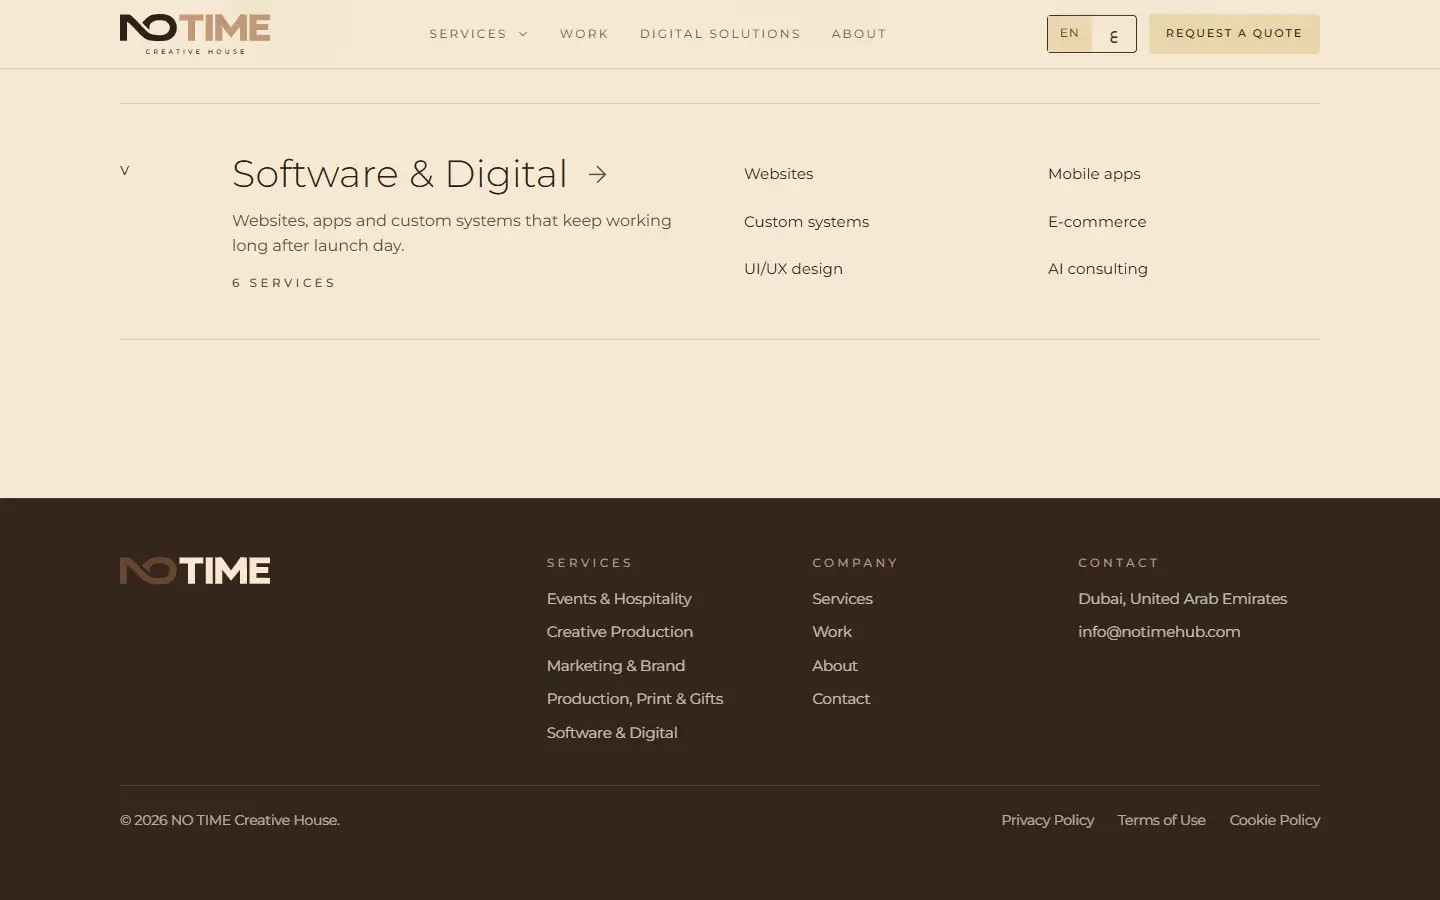 NOTIME
CREATIVE HOUSE
SERVICES
WORK
DIGITAL SOLUTIONS
ABOUT
EN
ع
REQUEST A QUOTE
V
Software & Digital →
Websites, apps and custom systems that keep working
long after launch day.
6 SERVICES
Websites
Mobile apps
Custom systems
E-commerce
UI/UX design
AI consulting
NOTIME
SERVICES
Events & Hospitality
Creative Production
Marketing & Brand
Production, Print & Gifts
Software & Digital
COMPANY
Services
Work
About
Contact
CONTACT
Dubai, United Arab Emirates
info@notimehub.com
© 2026 NO TIME Creative House.
Privacy Policy
Terms of Use
Cookie Policy